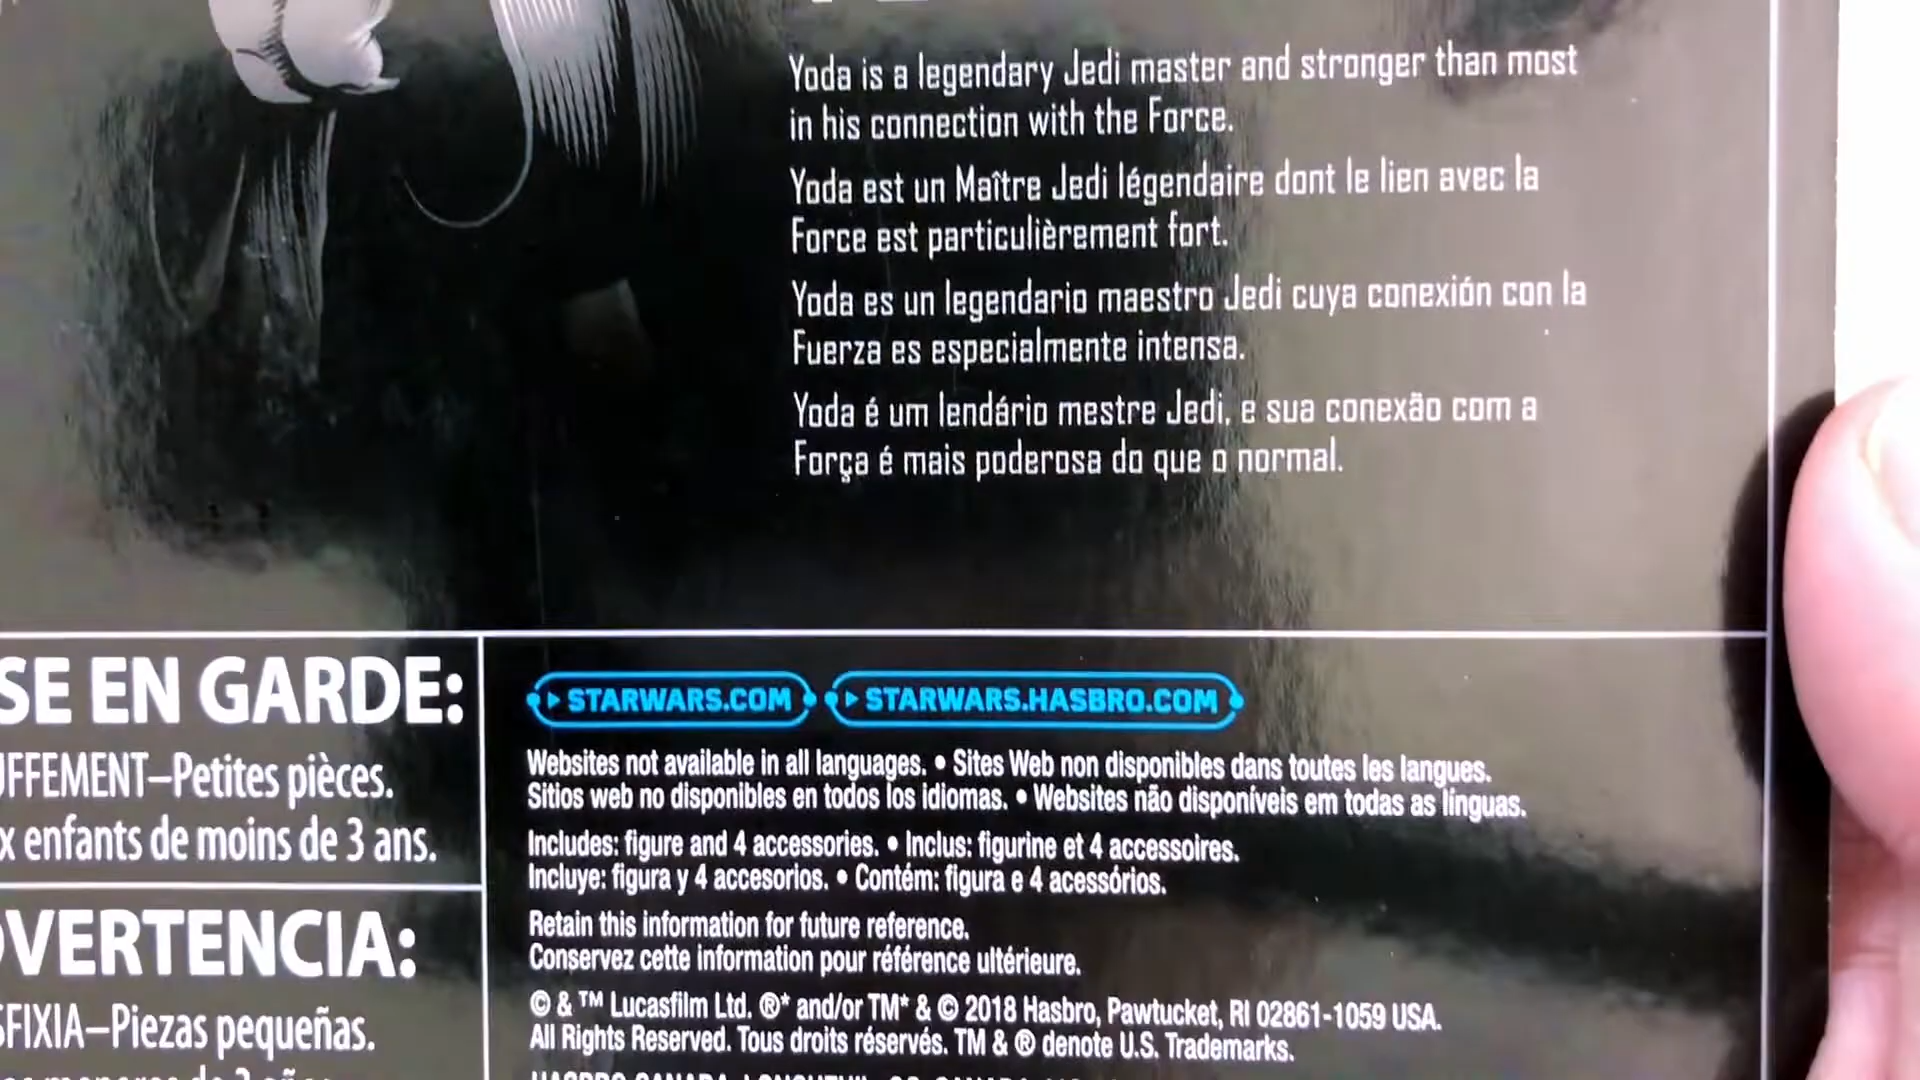 Yoda is a legendary Jedi master and stronger than most
in his connection with the Force.
Yoda est un Maître Jedi légendaire dont le lien avec la
Force est particulièrement fort.
Yoda es un legendario maestro Jedi cuya conexión con la
Fuerza es especialmente intensa.
Yoda é um lendário mestre Jedi, e sua conexão com a
Força é mais poderosa do que o normal.
SE EN GARDE:
UFFEMENT–Petites pièces.
x enfants de moins de 3 ans.
DVERTENCIA:
SFIXIA–Piezas pequeñas.
STARWARS.COM STARWARS.HASBRO.COM
Websites not available in all languages. • Sites Web non disponibles dans toutes les langues.
Sitios web no disponibles en todos los idiomas. • Websites não disponíveis em todas as línguas.
Includes: figure and 4 accessories. • Inclus: figurine et 4 accessoires.
Incluye: figura y 4 accesorios. • Contém: figura e 4 acessórios.
Retain this information for future reference.
Conservez cette information pour référence ultérieure.
© & ™ Lucasfilm Ltd. ®* and/or TM* & © 2018 Hasbro, Pawtucket, RI 02861-1059 USA.
All Rights Reserved. Tous droits réservés. TM & ® denote U.S. Trademarks.